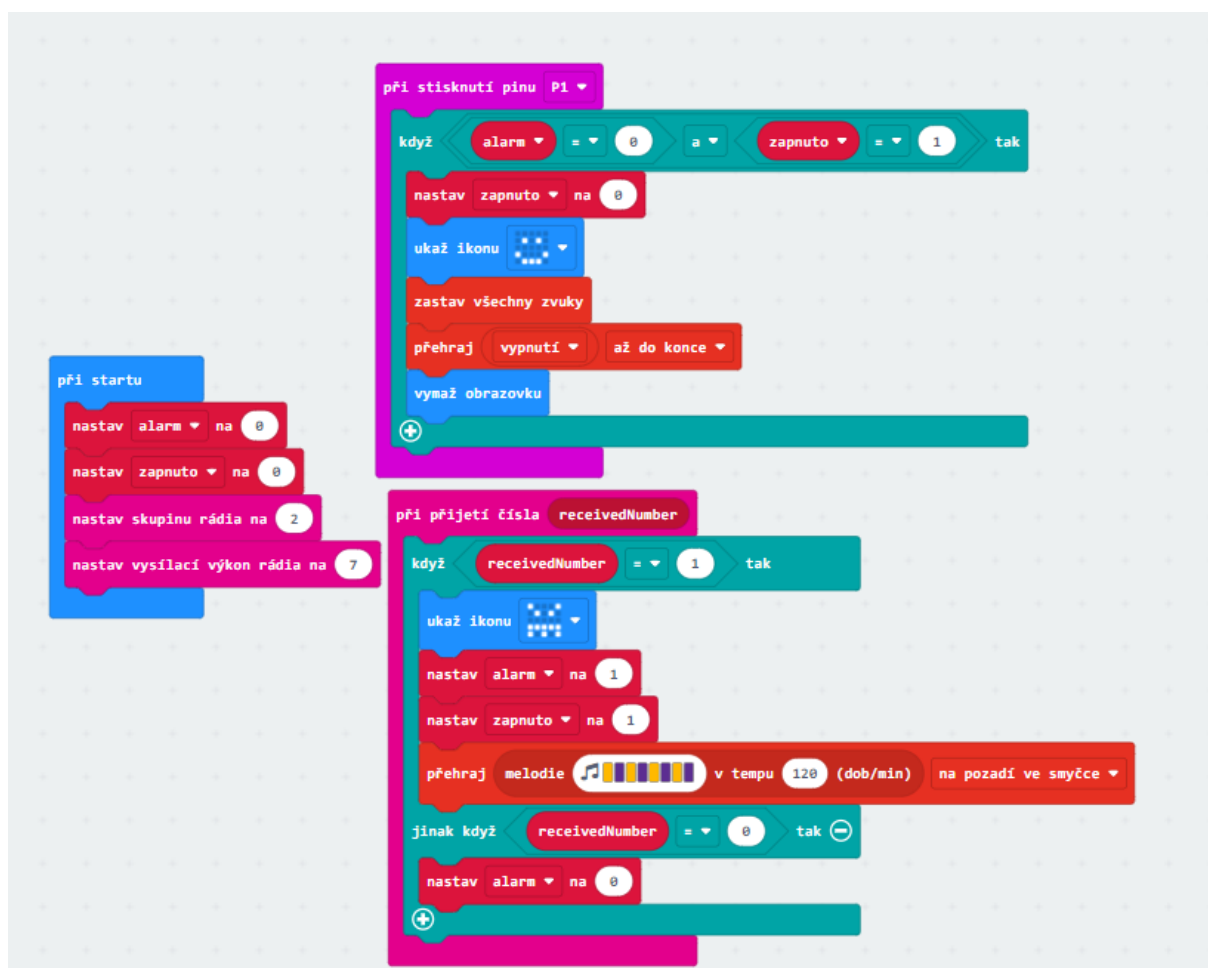 při stisknutí pinu P1
když alarm = 0 a zapnuto = 1 tak
nastav zapnuto na 0
ukaž ikonu
zastav všechny zvuky
přehraj vypnutí až do konce
vymaž obrazovku
při startu
nastav alarm na 0
nastav zapnuto na 0
nastav skupinu rádia na 2
nastav vysílací výkon rádia na 7
při přijetí čísla receivedNumber
když receivedNumber = 1 tak
ukaž ikonu
nastav alarm na 1
nastav zapnuto na 1
přehraj melodie v tempu 120 (dob/min) na pozadí ve smyčce
jinak když receivedNumber = 0 tak
nastav alarm na 0